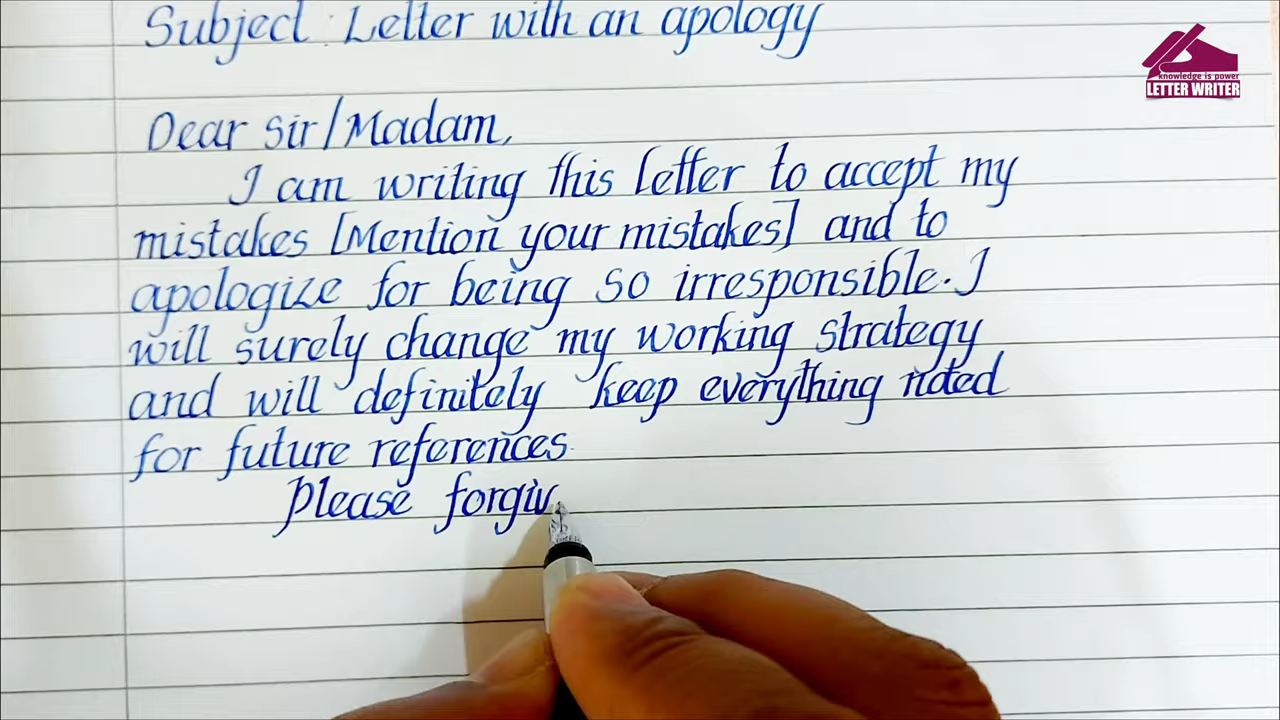 Subject : Letter with an apology
knowledge is power
LETTER WRITER
Dear Sir/Madam,
I am writing this letter to accept my
mistakes [Mention your mistakes] and to
apologize for being so irresponsible. I
will surely change my working strategy
and will definitely keep everything noted
for future references.
Please forgiv